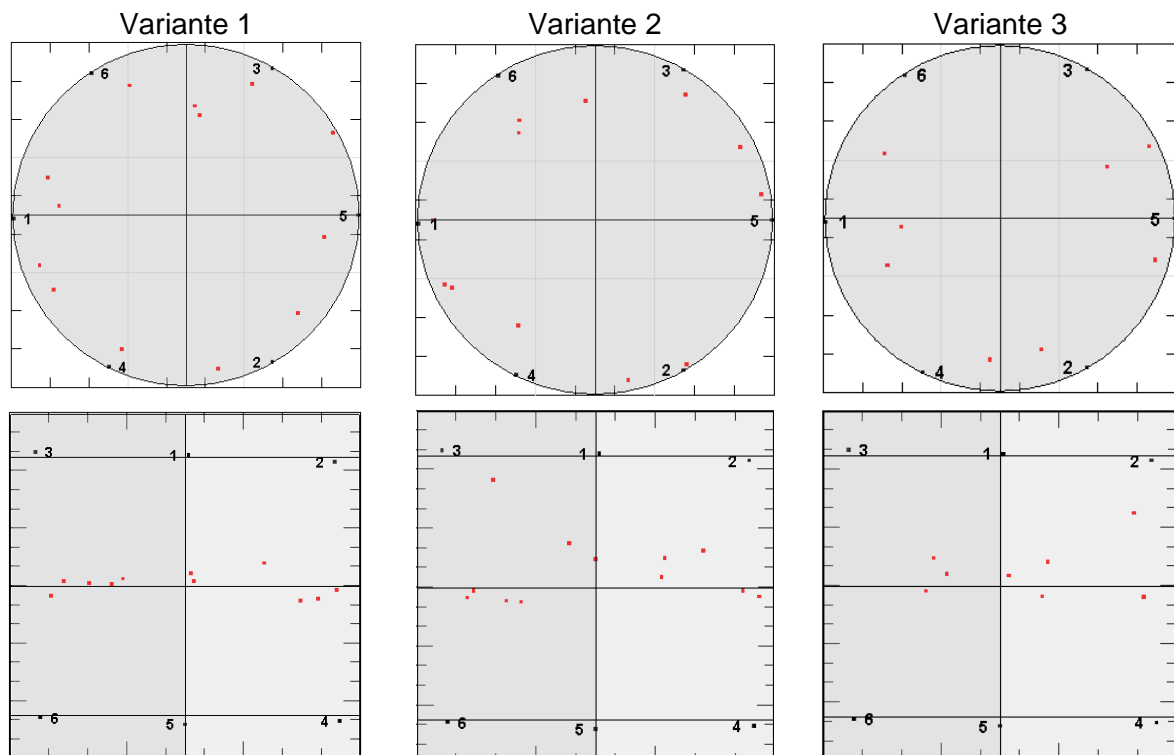 Variante 1 Variante 2 Variante 3
6 3 6 3 6 3
1 5 1 5 1 5
4 2 4 2 4 2
3 1 2 3 1 2 3 1 2
6 5 4 6 5 4 6 5 4